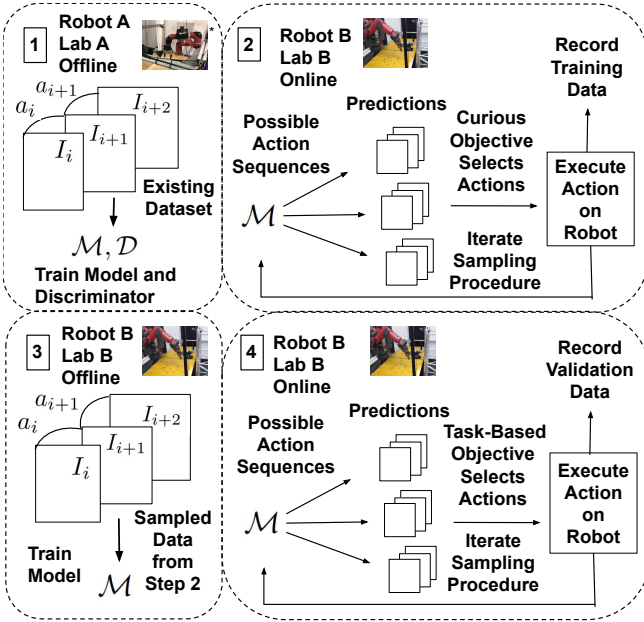 1
Robot A
Lab A
Offline
*
a_{i+1}
a_i
I_{i+2}
I_{i+1}
I_i
Existing
Dataset
M, D
Train Model and
Discriminator
2
Robot B
Lab B
Online
Record
Training
Data
Predictions
Possible
Action
Sequences
Curious
Objective
Selects
Actions
Execute
Action
on
Robot
M
Iterate
Sampling
Procedure
3
Robot B
Lab B
Offline
a_{i+1}
a_i
I_{i+2}
I_{i+1}
I_i
Train
Model
Sampled
Data
from
Step 2
M
4
Robot B
Lab B
Online
Record
Validation
Data
Predictions
Possible
Action
Sequences
Task-Based
Objective
Selects
Actions
Execute
Action
on
Robot
M
Iterate
Sampling
Procedure